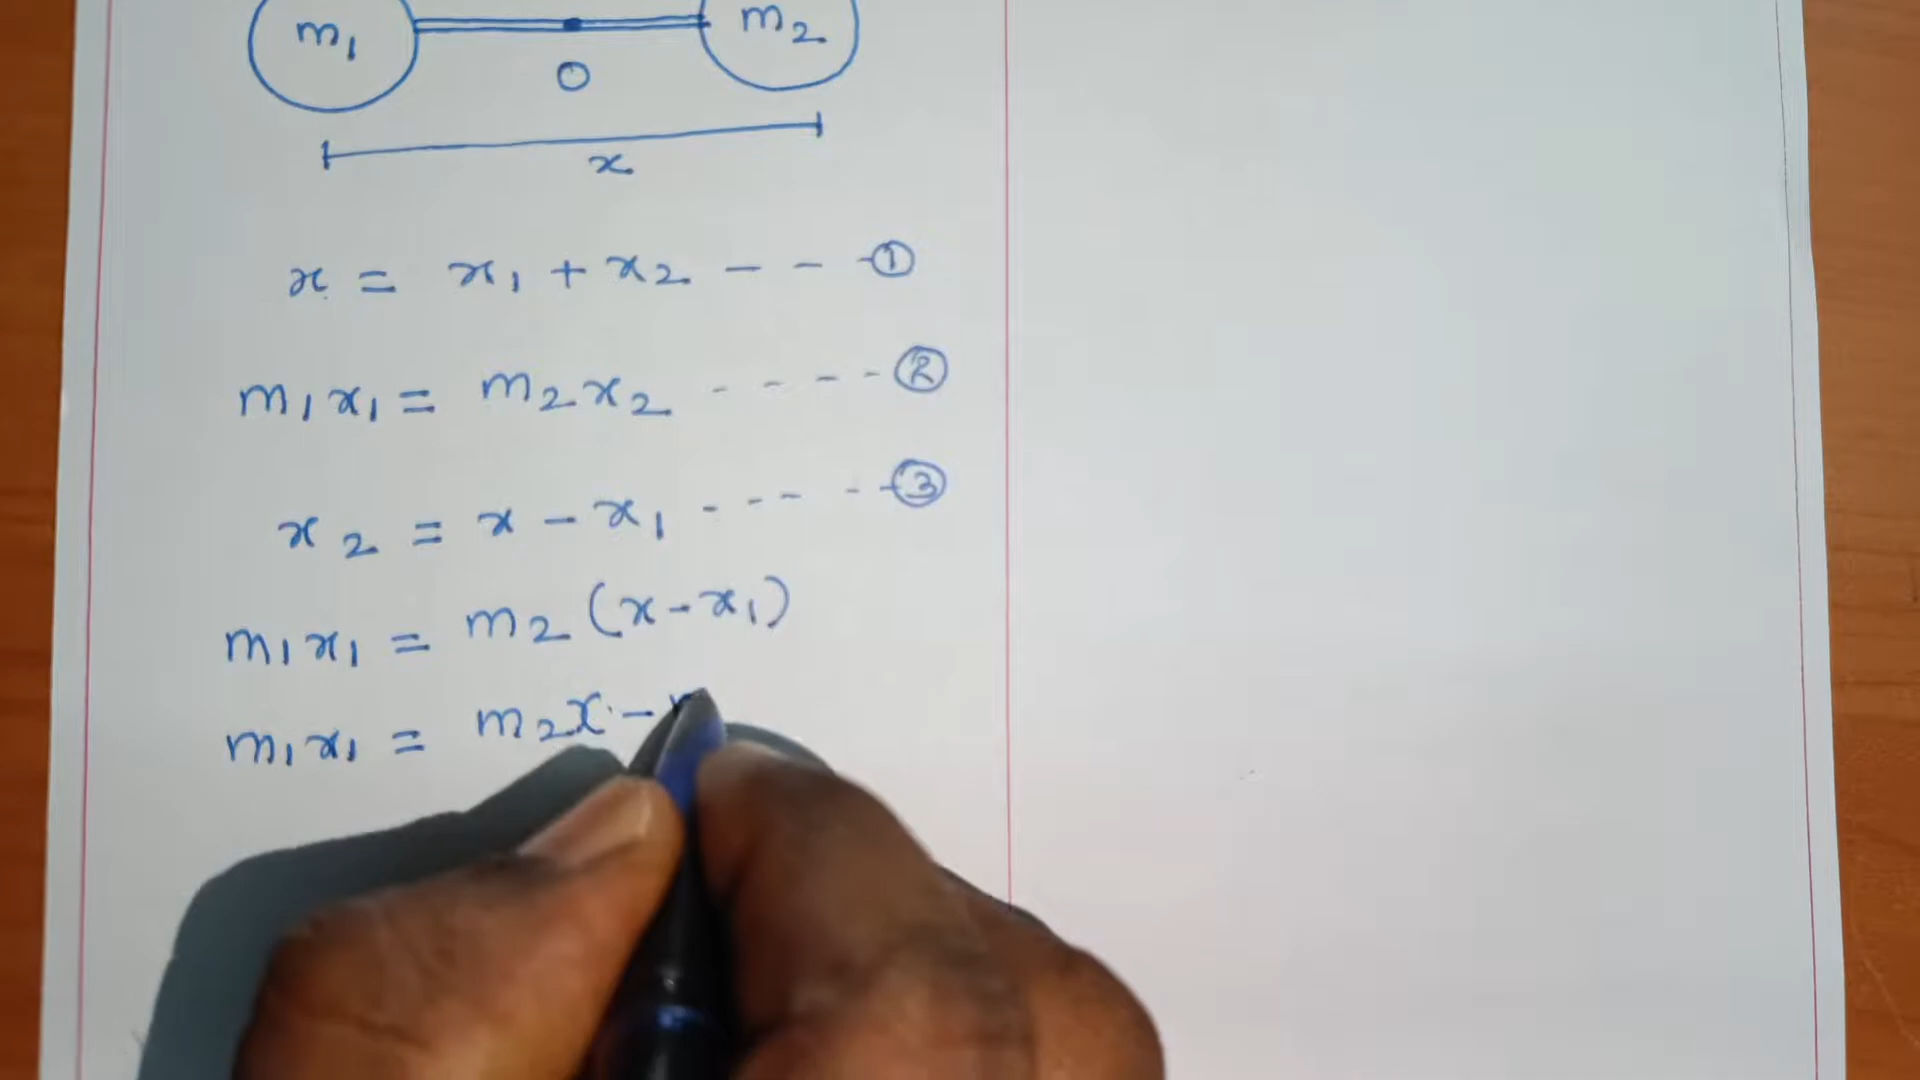 m₁ m₂
O
x
x = x₁ + x₂ - - - ①
m₁x₁ = m₂x₂ - - - - ②
x₂ = x - x₁ - - - - - ③
m₁x₁ = m₂(x-x₁)
m₁x₁ = m₂x -